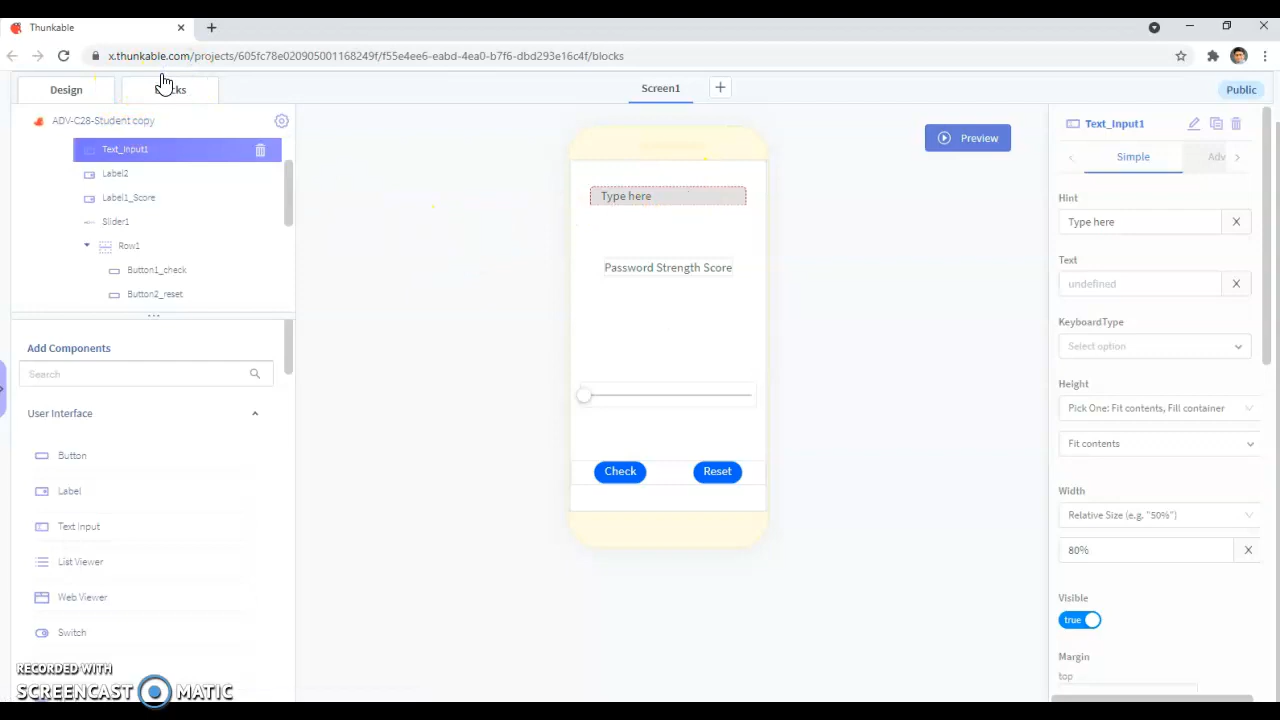 Thunkable
x.thunkable.com/projects/605fc78e020905001168249f/f55e4ee6-eabd-4ea0-b7f6-dbd293e16c4f/blocks
Design
Screen1
Public
ADV-C28-Student copy
Text_Input1
Label2
Label1_Score
Slider1
Row1
Button1_check
Button2_reset
Add Components
Search
User Interface
Button
Label
Text Input
List Viewer
Web Viewer
Switch
RECORDED WITH
SCREENCAST MATIC
Preview
Type here
Password Strength Score
Check Reset
Text_Input1
Simple Adv
Hint
Type here
Text
undefined
KeyboardType
Select option
Height
Pick One: Fit contents, Fill container
Fit contents
Width
Relative Size (e.g. "50%")
80%
Visible
true
Margin
top